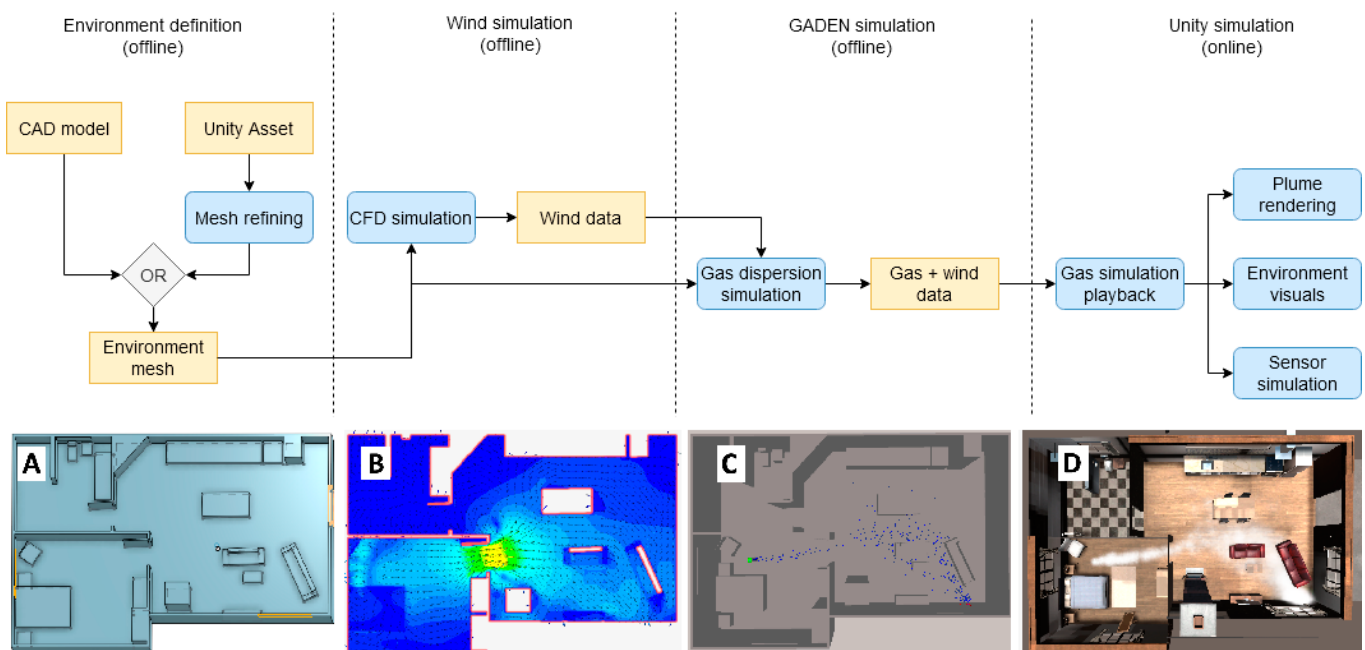 Environment definition
(offline)
Wind simulation
(offline)
GADEN simulation
(offline)
Unity simulation
(online)
CAD model
Unity Asset
Mesh refining
OR
Environment
mesh
CFD simulation
Wind data
Gas dispersion
simulation
Gas + wind
data
Gas simulation
playback
Plume
rendering
Environment
visuals
Sensor
simulation
A
B
C
D